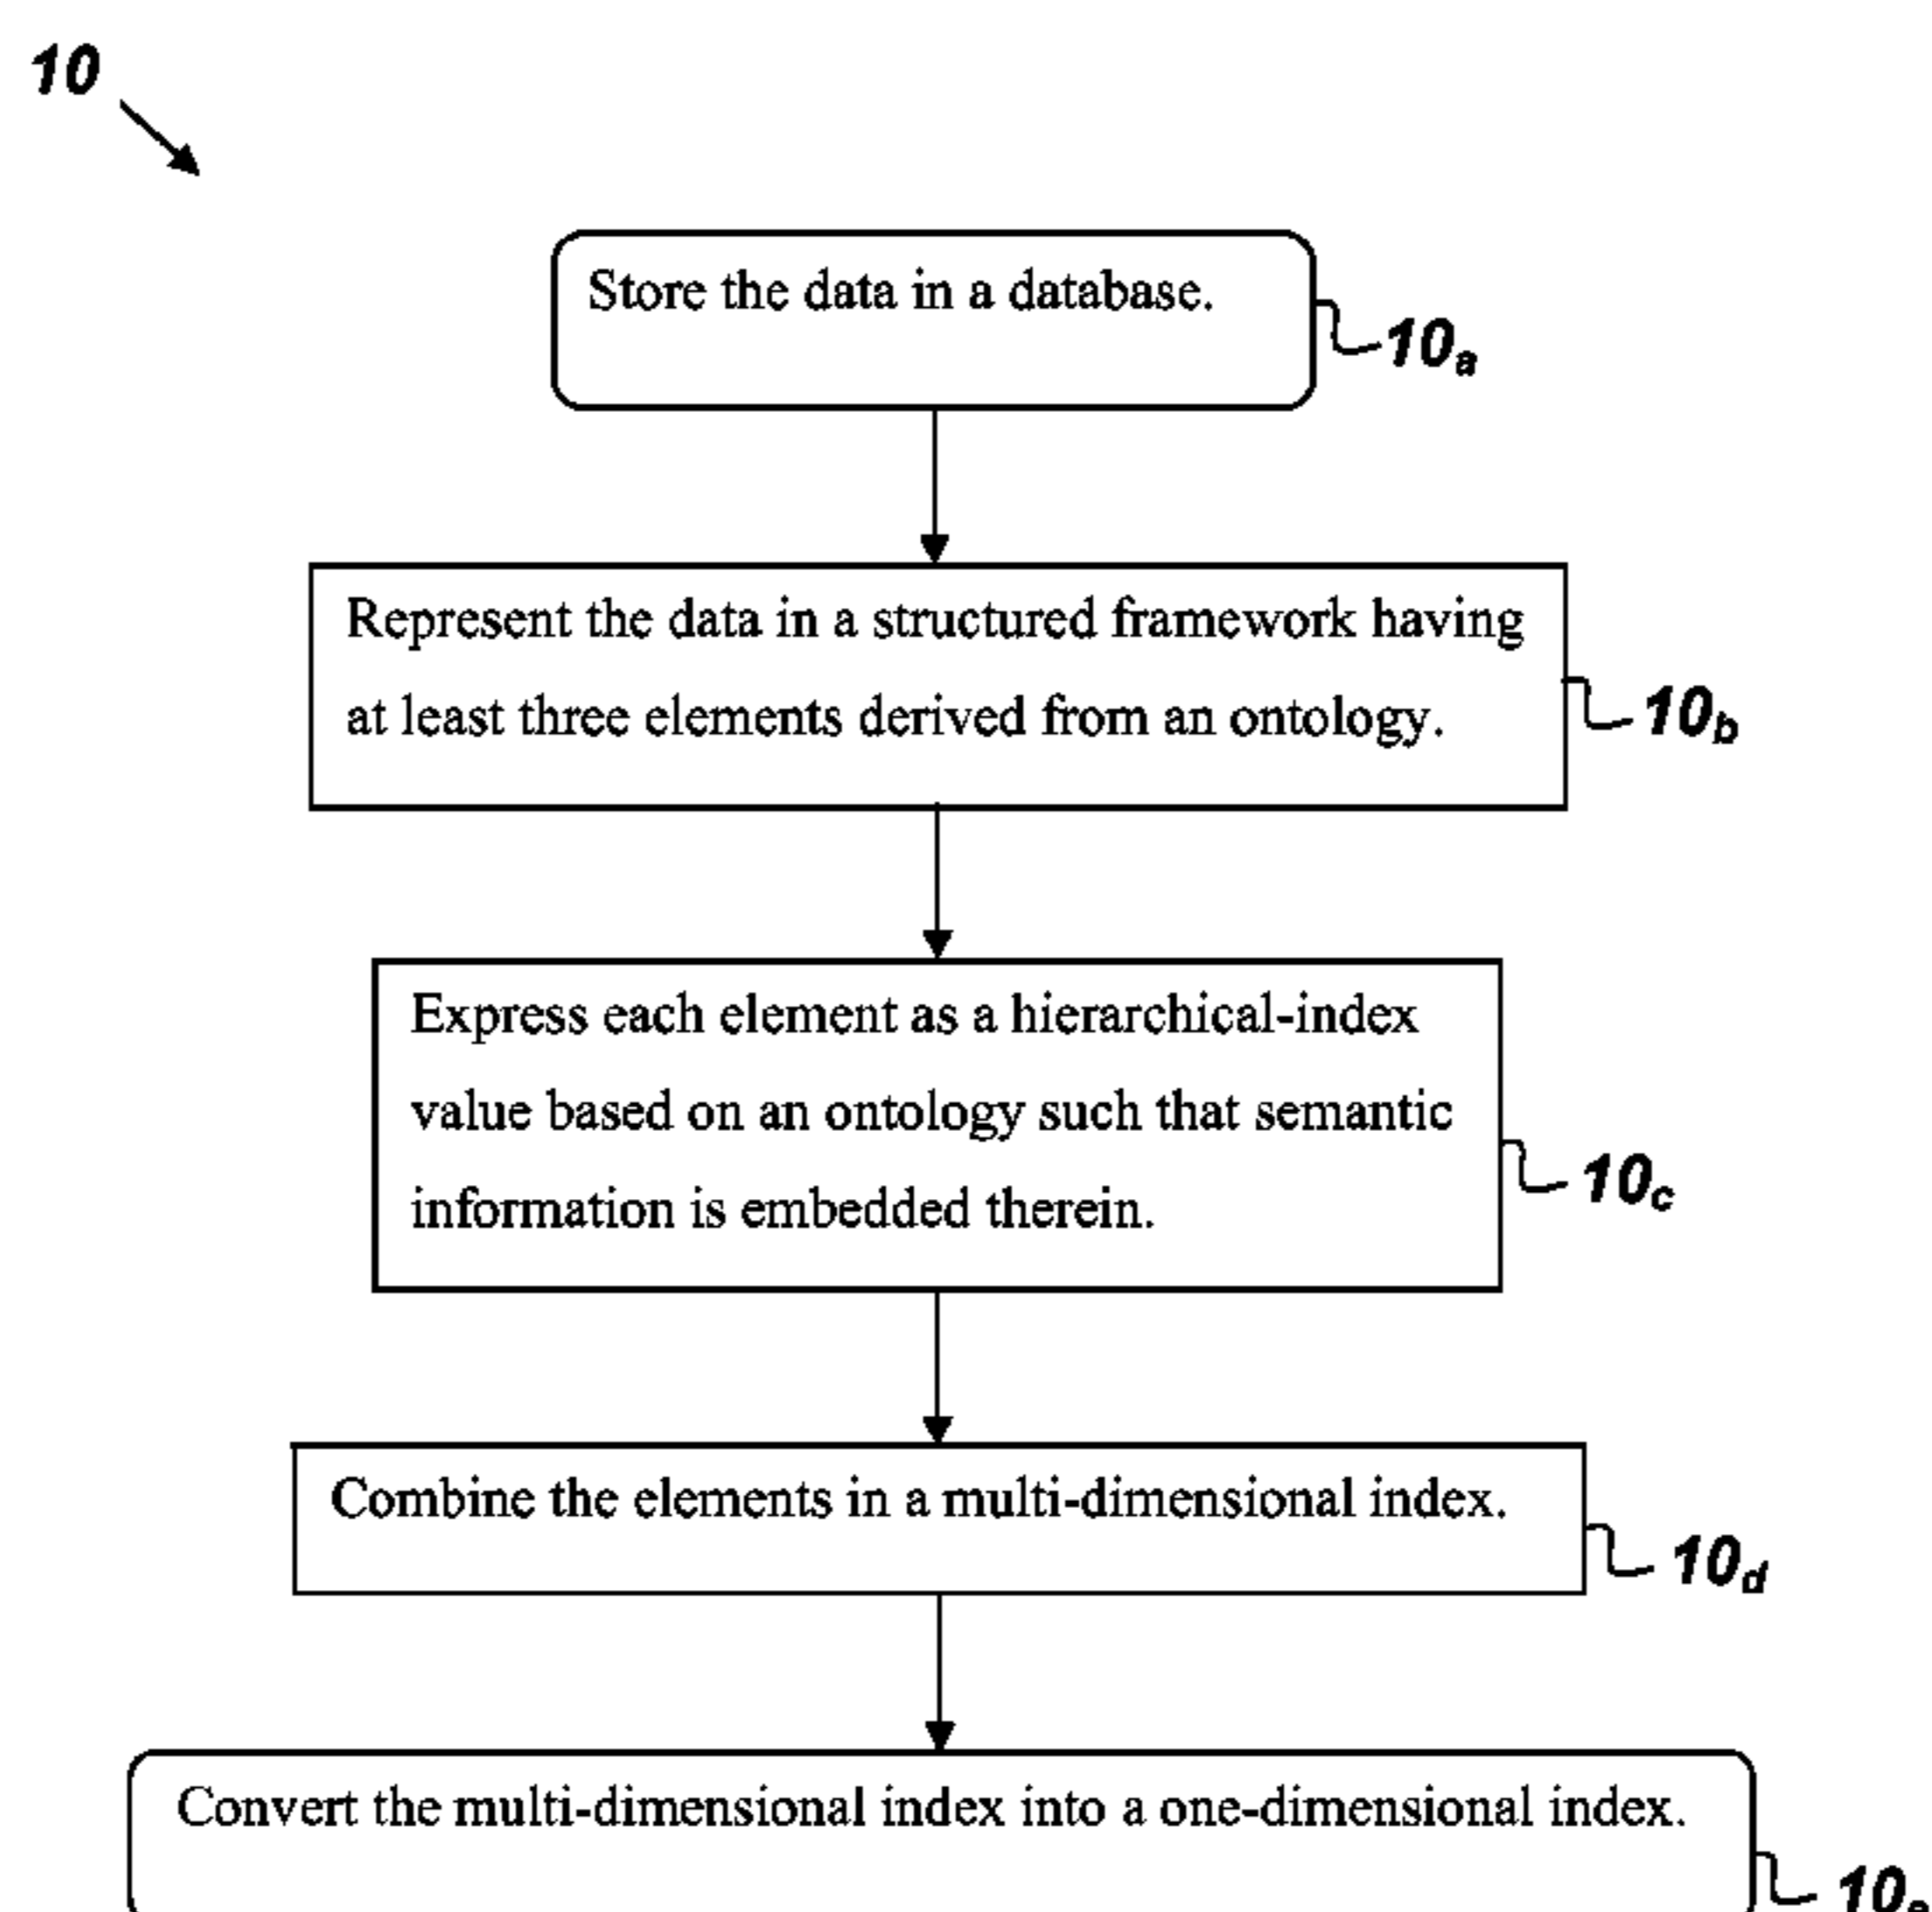 10
Store the data in a database.
10a
Represent the data in a structured framework having
at least three elements derived from an ontology.
10b
Express each element as a hierarchical-index
value based on an ontology such that semantic
information is embedded therein.
10c
Combine the elements in a multi-dimensional index.
10d
Convert the multi-dimensional index into a one-dimensional index.
10e